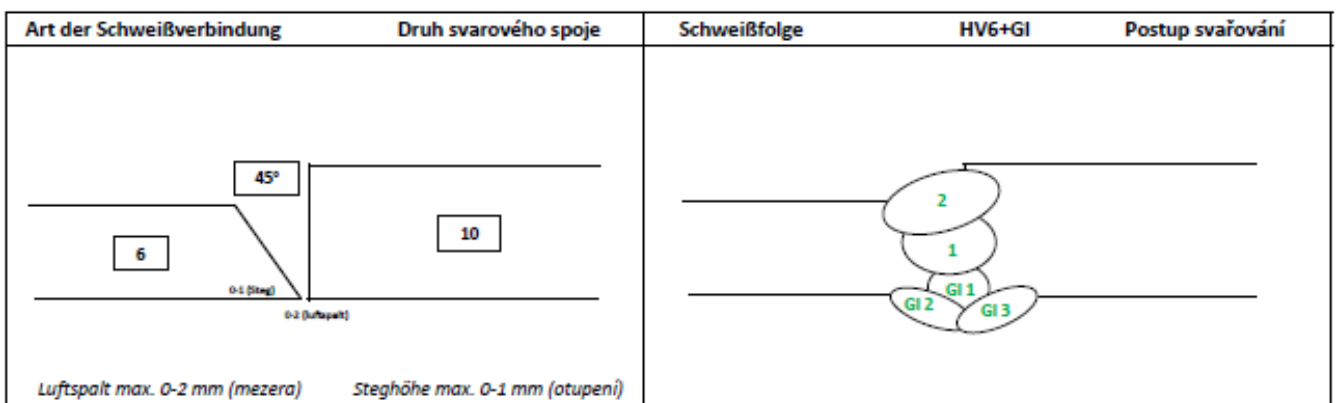 Art der Schweißverbindung Druh svarového spoje
45°
6
10
0-1 (Steg)
0-2 (luftspalt)
Luftspalt max. 0-2 mm (mezera) Steghöhe max. 0-1 mm (otupení)
Schweißfolge HV6+GI Postup svařování
2
1
GI 1
GI 2
GI 3